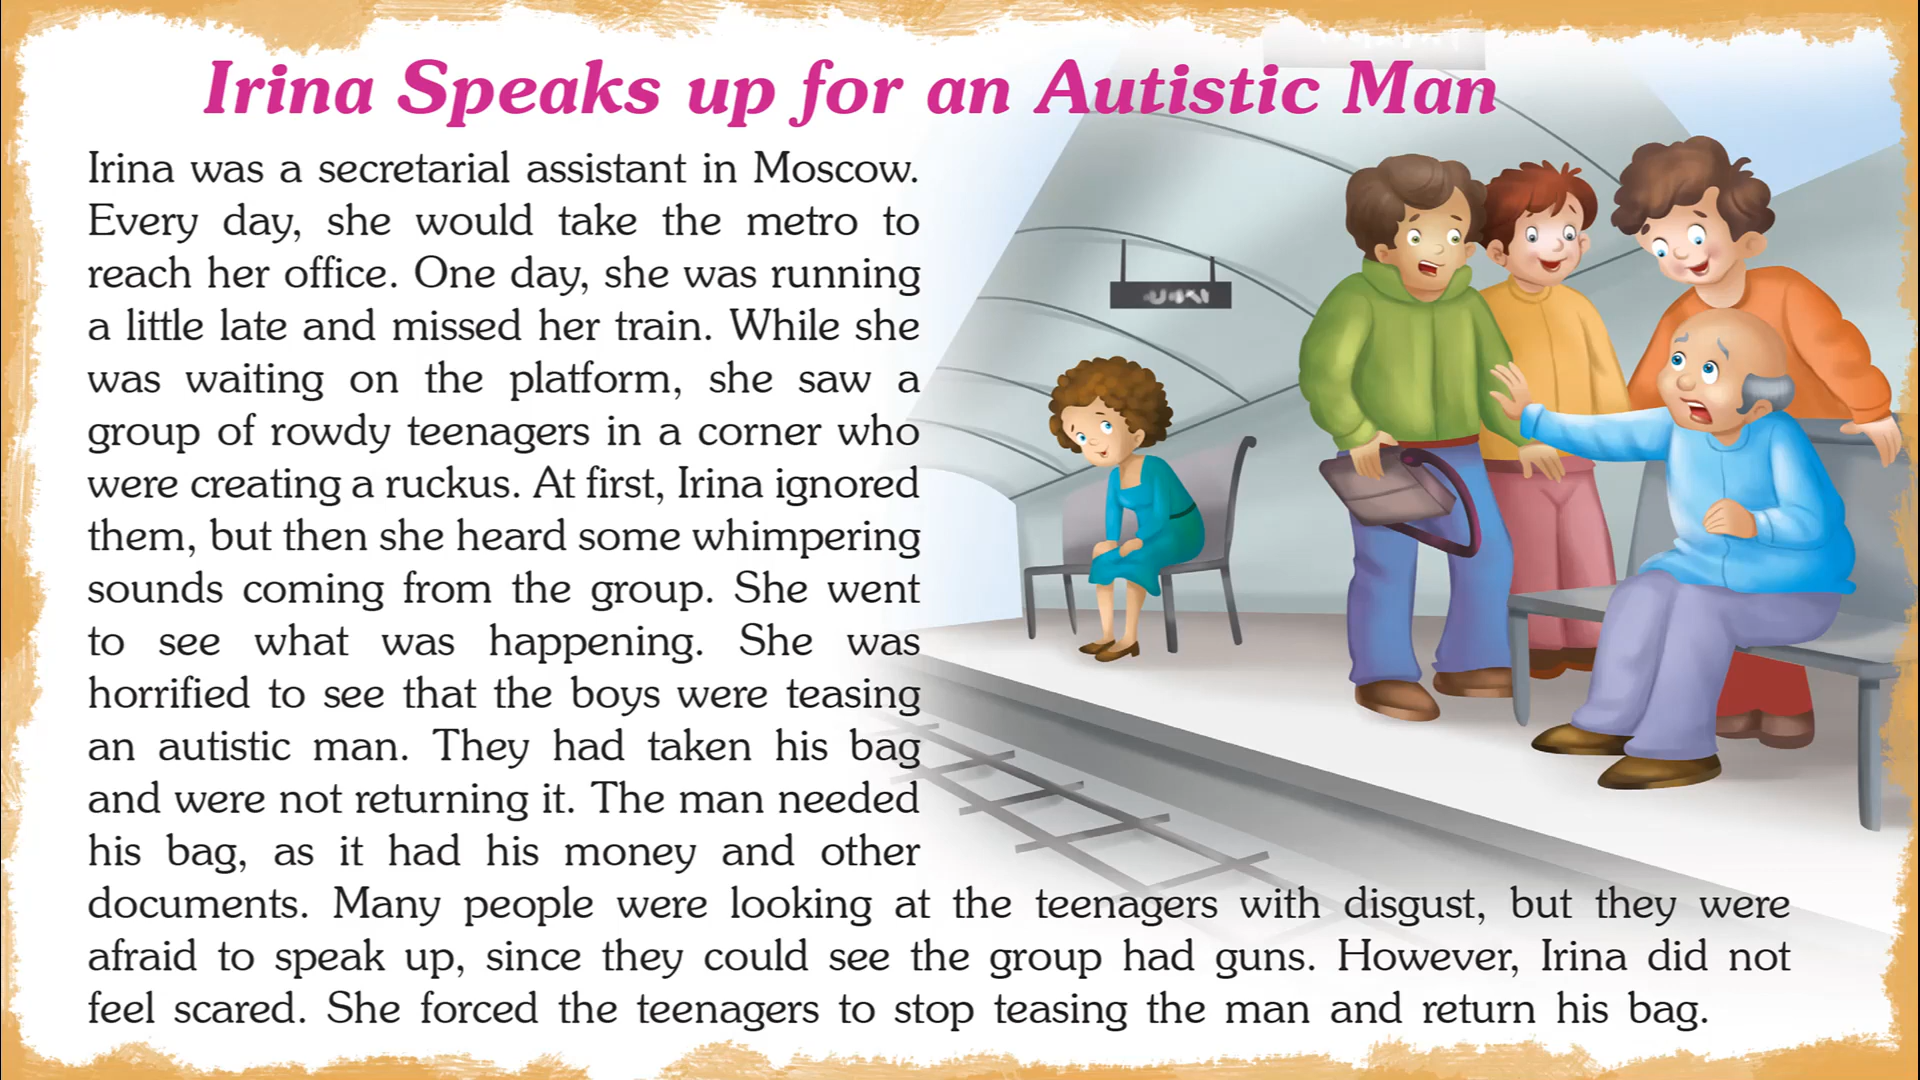 Irina Speaks up for an Autistic Man
Irina was a secretarial assistant in Moscow.
Every day, she would take the metro to
reach her office. One day, she was running
a little late and missed her train. While she
was waiting on the platform, she saw a
group of rowdy teenagers in a corner who
were creating a ruckus. At first, Irina ignored
them, but then she heard some whimpering
sounds coming from the group. She went
to see what was happening. She was
horrified to see that the boys were teasing
an autistic man. They had taken his bag
and were not returning it. The man needed
his bag, as it had his money and other
documents. Many people were looking at the teenagers with disgust, but they were
afraid to speak up, since they could see the group had guns. However, Irina did not
feel scared. She forced the teenagers to stop teasing the man and return his bag.